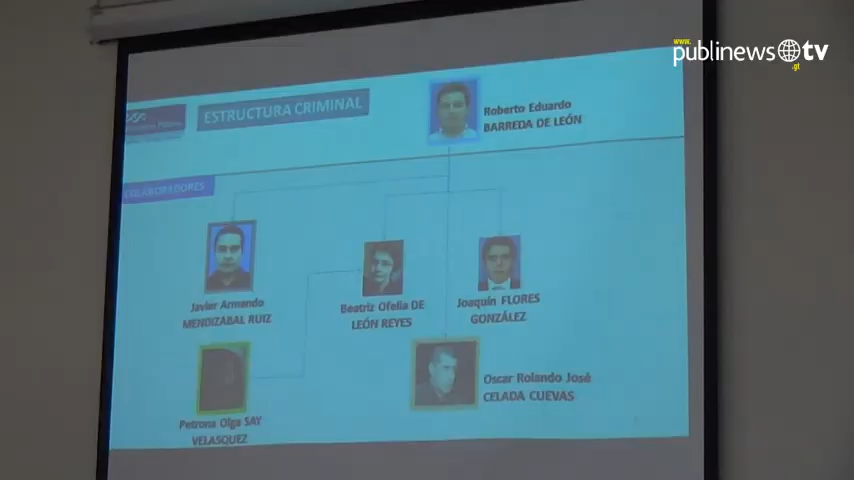 www.
publinews tv
.gt
ESTRUCTURA CRIMINAL
Roberto Eduardo
BARREDA DE LEÓN
COLABORADORES
Javier Armando
MENDIZABAL RUIZ
Beatriz Ofelia DE
LEÓN REYES
Joaquín FLORES
GONZÁLEZ
Petrona Olga SAY
VELASQUEZ
Oscar Rolando José
CELADA CUEVAS